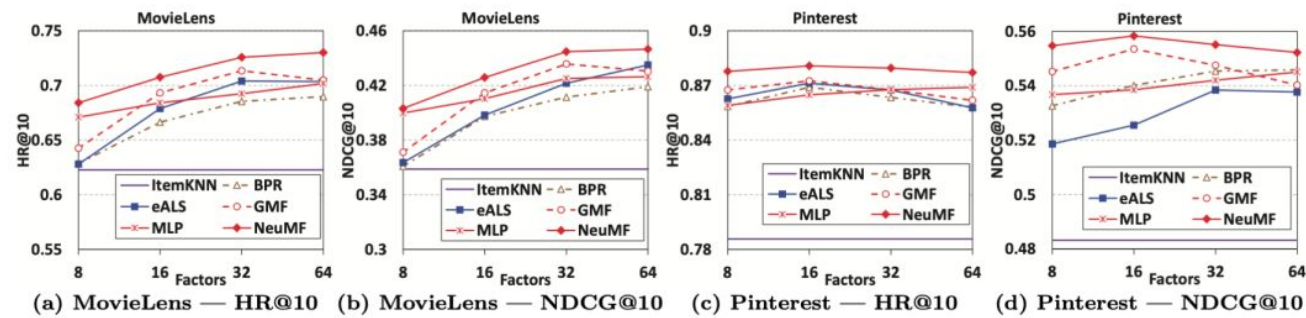 MovieLens
0.75
0.7
0.65
0.6
0.55
HR@10
ItemKNN
BPR
eALS
GMF
MLP
NeuMF
8
16
32
64
Factors
(a) MovieLens — HR@10
MovieLens
0.46
0.42
0.38
0.34
0.3
NDCG@10
ItemKNN
BPR
eALS
GMF
MLP
NeuMF
8
16
32
64
Factors
(b) MovieLens — NDCG@10
Pinterest
0.9
0.87
0.84
0.81
0.78
HR@10
ItemKNN
BPR
eALS
GMF
MLP
NeuMF
8
16
32
64
Factors
(c) Pinterest — HR@10
Pinterest
0.56
0.54
0.52
0.5
0.48
NDCG@10
ItemKNN
BPR
eALS
GMF
MLP
NeuMF
8
16
32
64
Factors
(d) Pinterest — NDCG@10